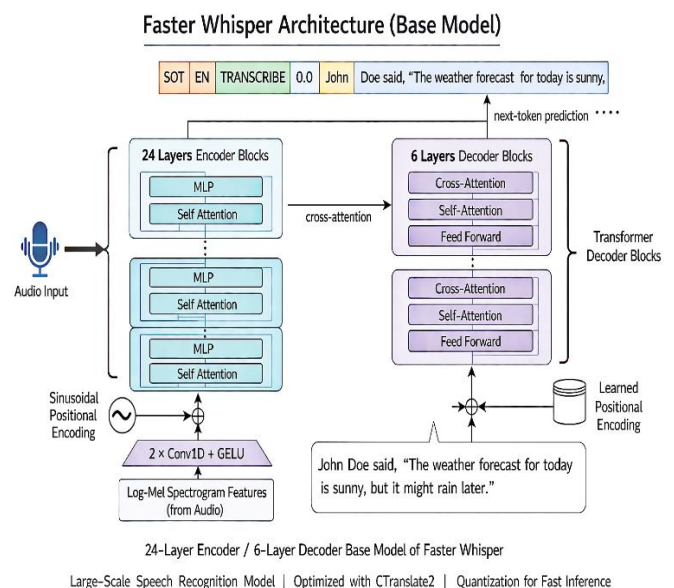 Faster Whisper Architecture (Base Model)
SOT EN TRANSCRIBE 0.0 John Doe said, “The weather forecast for today is sunny,
next-token prediction ····
24 Layers Encoder Blocks
MLP
Self Attention
MLP
Self Attention
MLP
Self Attention
cross-attention
6 Layers Decoder Blocks
Cross-Attention
Self-Attention
Feed Forward
Cross-Attention
Self-Attention
Feed Forward
Transformer
Decoder Blocks
Audio Input
Sinusoidal
Positional
Encoding
2 × Conv1D + GELU
Log-Mel Spectrogram Features
(from Audio)
Learned
Positional
Encoding
John Doe said, “The weather forecast for today
is sunny, but it might rain later.”
24-Layer Encoder / 6-Layer Decoder Base Model of Faster Whisper
Large-Scale Speech Recognition Model | Optimized with CTranslate2 | Quantization for Fast Inference